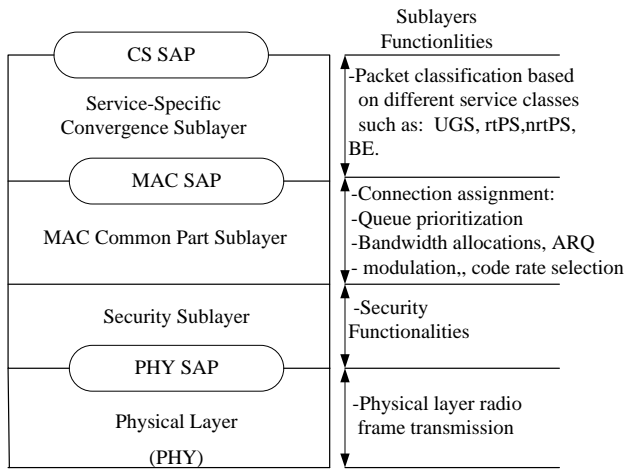 Sublayers
Functionlities
CS SAP
Service-Specific
Convergence Sublayer
-Packet classification based
on different service classes
such as: UGS, rtPS,nrtPS,
BE.
MAC SAP
MAC Common Part Sublayer
-Connection assignment:
-Queue prioritization
-Bandwidth allocations, ARQ
- modulation,, code rate selection
Security Sublayer
-Security
Functionalities
PHY SAP
Physical Layer
(PHY)
-Physical layer radio
frame transmission